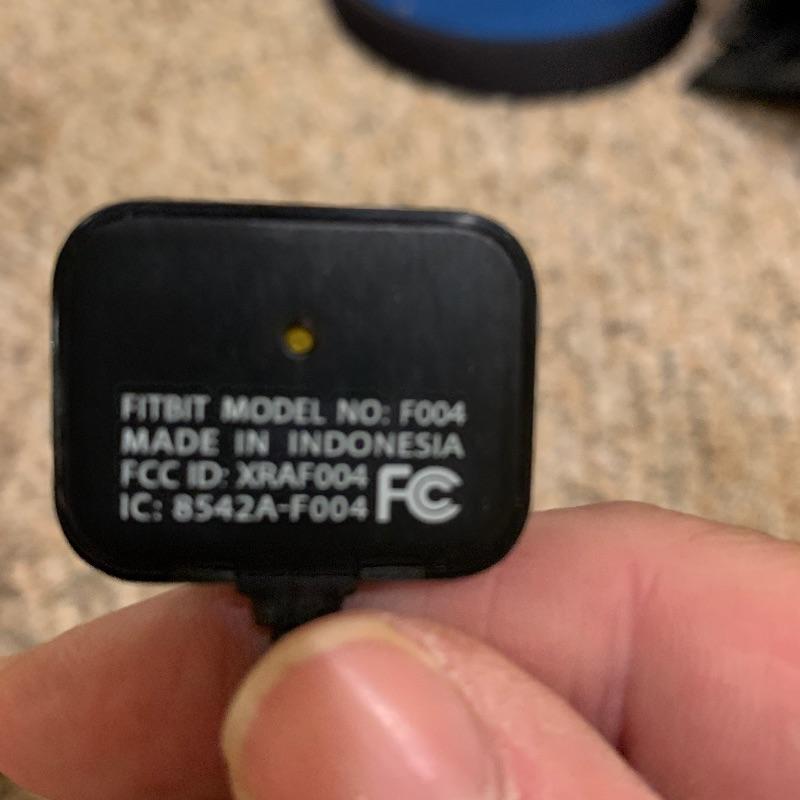 FITBIT MODEL NO: F004
MADE IN INDONESIA
FCC ID: XRAF004
IC: 8542A-F004 FC